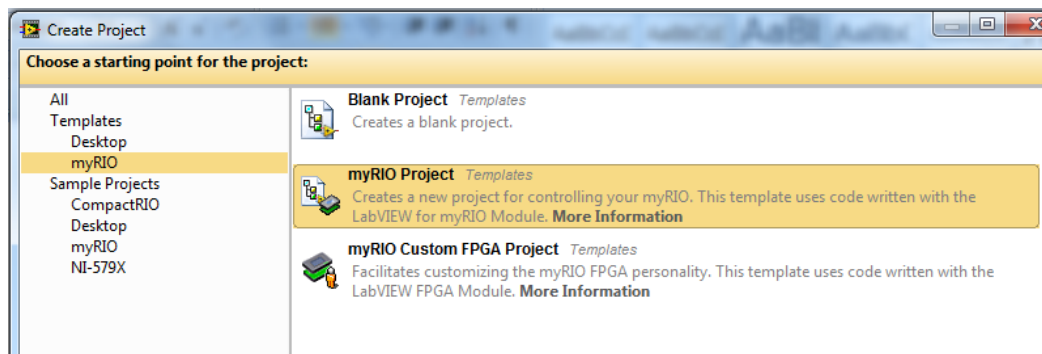 Create Project
Choose a starting point for the project:
All
Templates
Desktop
myRIO
Sample Projects
CompactRIO
Desktop
myRIO
NI-579X
Blank Project Templates
Creates a blank project.
myRIO Project Templates
Creates a new project for controlling your myRIO. This template uses code written with the
LabVIEW for myRIO Module. More Information
myRIO Custom FPGA Project Templates
Facilitates customizing the myRIO FPGA personality. This template uses code written with the
LabVIEW FPGA Module. More Information